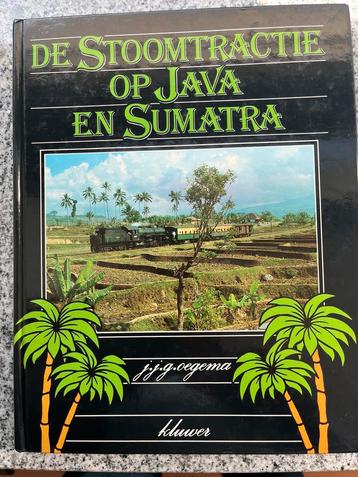 DE STOOMTRACTIE
OP JAVA
EN SUMATRA
j.j.g.oegema
kluwer